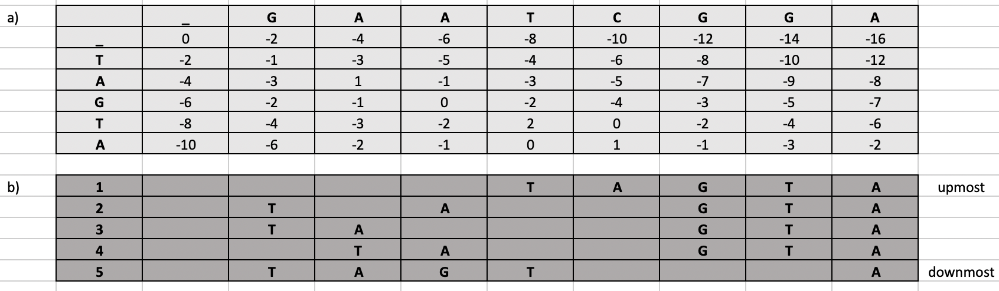 a) _ G A A T C G G A
_ 0 -2 -4 -6 -8 -10 -12 -14 -16
T -2 -1 -3 -5 -4 -6 -8 -10 -12
A -4 -3 1 -1 -3 -5 -7 -9 -8
G -6 -2 -1 0 -2 -4 -3 -5 -7
T -8 -4 -3 -2 2 0 -2 -4 -6
A -10 -6 -2 -1 0 1 -1 -3 -2
b) 1 T A G T A upmost
2 T A G T A
3 T A G T A
4 T A G T A
5 T A G T A downmost